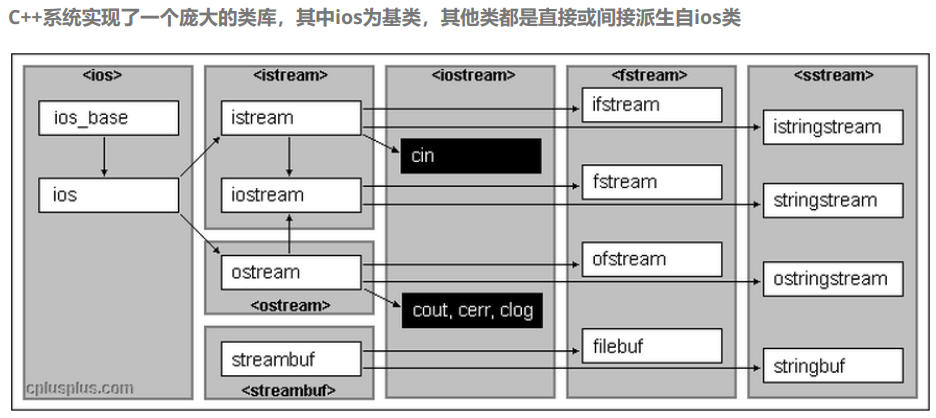 C++系统实现了一个庞大的类库，其中ios为基类，其他类都是直接或间接派生自ios类
<ios>
<istream>
<iostream>
<fstream>
<sstream>
ios_base
istream
ifstream
istringstream
cin
ios
iostream
fstream
stringstream
ostream
ofstream
ostringstream
<ostream>
cout, cerr, clog
streambuf
filebuf
stringbuf
cplusplus.com
<streambuf>